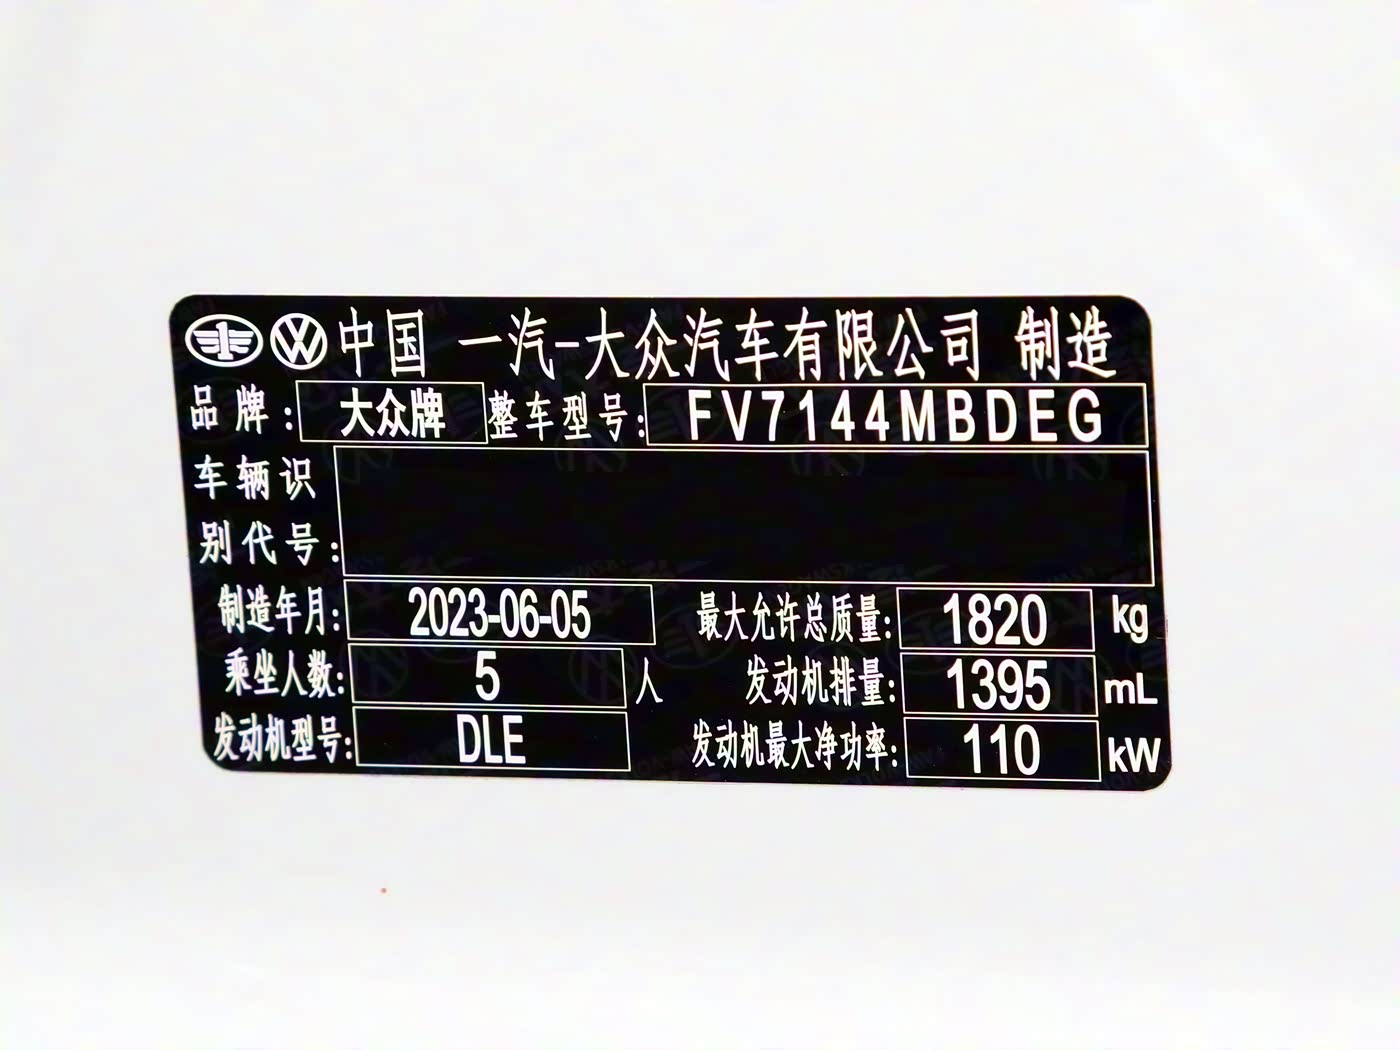 中国 一汽-大众汽车有限公司 制造
品牌: 大众牌 整车型号: FV7144MBDEG
车辆识
别代号:
制造年月: 2023-06-05 最大允许总质量: 1820 kg
乘坐人数: 5 人 发动机排量: 1395 mL
发动机型号: DLE 发动机最大净功率: 110 kW